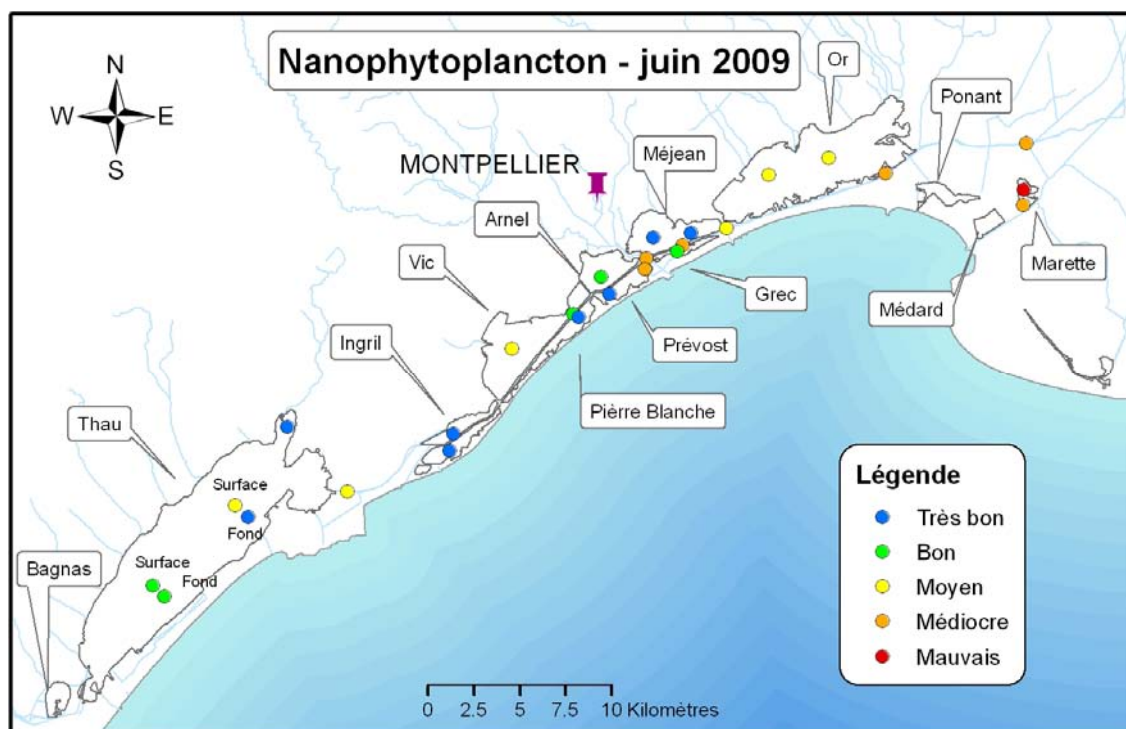 Nanophytoplancton - juin 2009
N
W
E
S
Or
Ponant
Méjean
MONTPELLIER
Arnel
Vic
Marette
Grec
Médard
Ingril
Prévost
Pièrre Blanche
Thau
Surface
Fond
Surface
Fond
Bagnas
Légende
Très bon
Bon
Moyen
Médiocre
Mauvais
0 2.5 5 7.5 10 Kilomètres